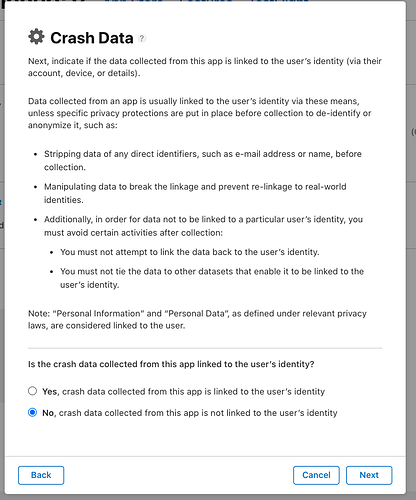 Crash Data ?
Next, indicate if the data collected from this app is linked to the user's identity (via their
account, device, or details).
Data collected from an app is usually linked to the user's identity via these means,
unless specific privacy protections are put in place before collection to de-identify or
anonymize it, such as:
• Stripping data of any direct identifiers, such as e-mail address or name, before
collection.
• Manipulating data to break the linkage and prevent re-linkage to real-world
identities.
• Additionally, in order for data not to be linked to a particular user's identity, you
must avoid certain activities after collection:
• You must not attempt to link the data back to the user's identity.
• You must not tie the data to other datasets that enable it to be linked to the
user's identity.
Note: “Personal Information” and “Personal Data”, as defined under relevant privacy
laws, are considered linked to the user.
Is the crash data collected from this app linked to the user's identity?
Yes, crash data collected from this app is linked to the user's identity
No, crash data collected from this app is not linked to the user's identity
Back
Cancel
Next